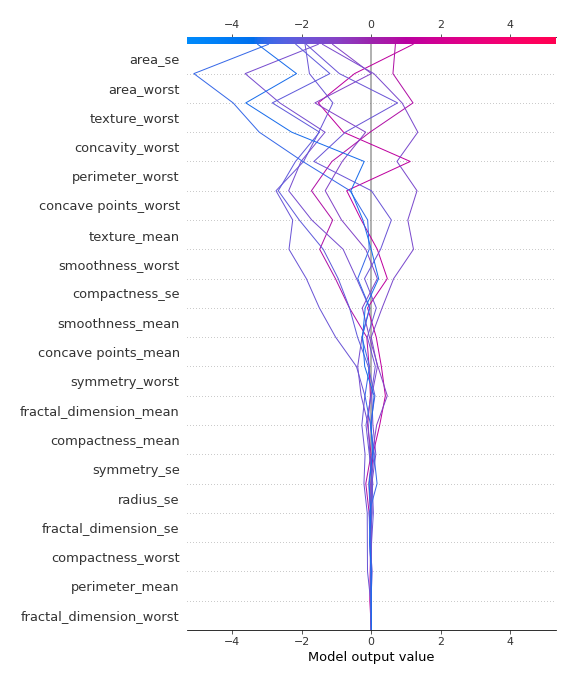 −4 −2 0 2 4
area_se
area_worst
texture_worst
concavity_worst
perimeter_worst
concave points_worst
texture_mean
smoothness_worst
compactness_se
smoothness_mean
concave points_mean
symmetry_worst
fractal_dimension_mean
compactness_mean
symmetry_se
radius_se
fractal_dimension_se
compactness_worst
perimeter_mean
fractal_dimension_worst
−4 −2 0 2 4
Model output value